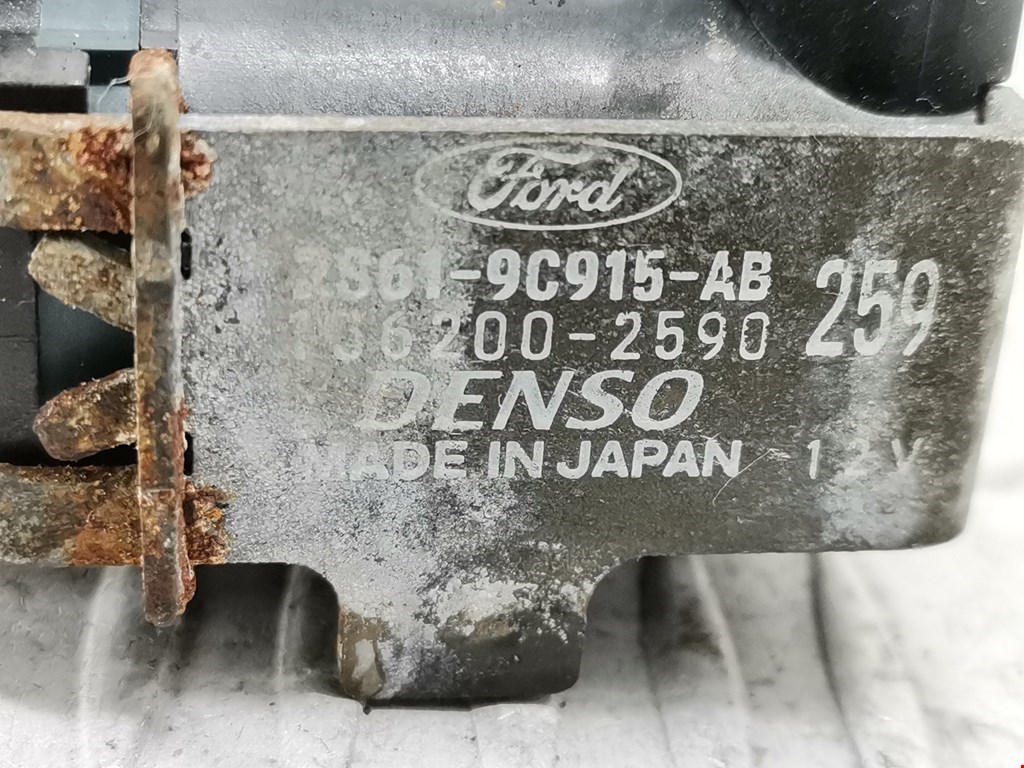 Ford
2S61-9C915-AB
136200-2590
259
DENSO
MADE IN JAPAN 12V